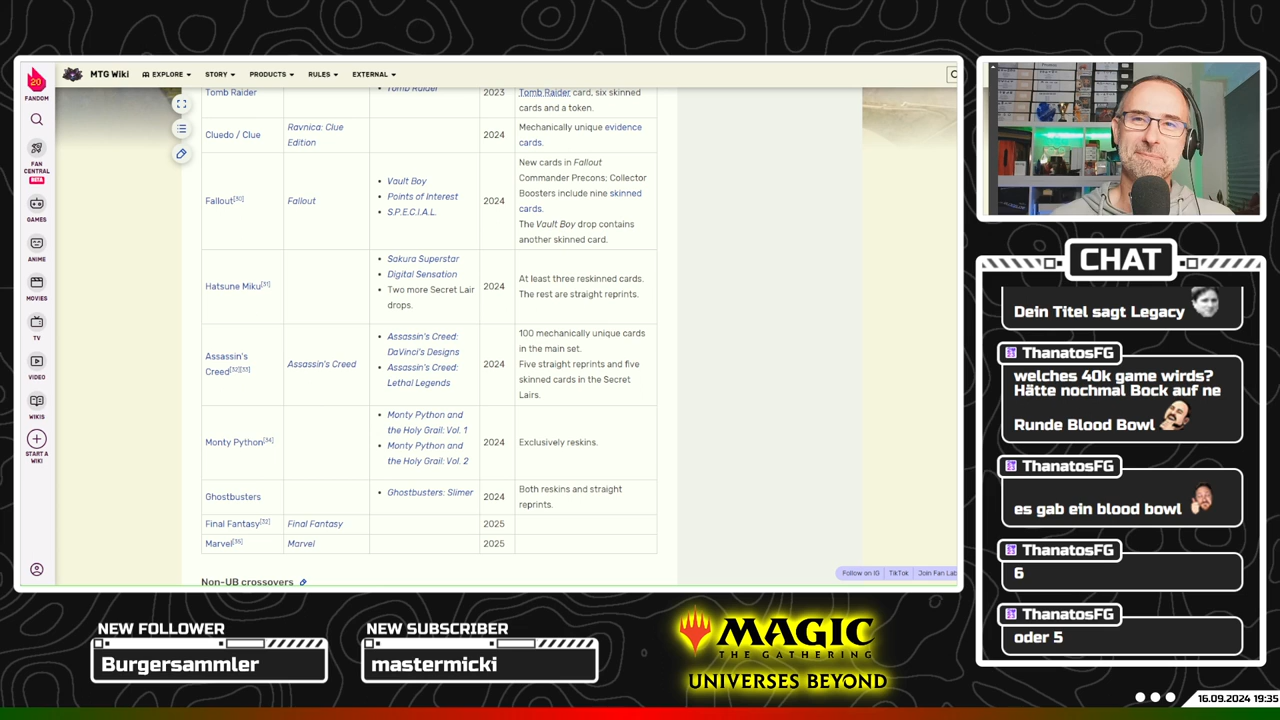 20
FANDOM
FAN
CENTRAL
BETA
GAMES
ANIME
MOVIES
TV
VIDEO
WIKIS
START A
WIKI
MTG Wiki
EXPLORE
STORY
PRODUCTS
RULES
EXTERNAL
Tomb Raider
Tomb Raider
2023
Tomb Raider card, six skinned
cards and a token.
Cluedo / Clue
Ravnica: Clue
Edition
2024
Mechanically unique evidence
cards.
Fallout[30]
Fallout
• Vault Boy
• Points of Interest
• S.P.E.C.I.A.L.
2024
New cards in Fallout
Commander Precons; Collector
Boosters include nine skinned
cards.
The Vault Boy drop contains
another skinned card.
Hatsune Miku[31]
• Sakura Superstar
• Digital Sensation
• Two more Secret Lair
drops.
2024
At least three reskinned cards.
The rest are straight reprints.
Assassin's
Creed[32][33]
Assassin's Creed
• Assassin's Creed:
DaVinci's Designs
• Assassin's Creed:
Lethal Legends
2024
100 mechanically unique cards
in the main set.
Five straight reprints and five
skinned cards in the Secret
Lairs.
Monty Python[34]
• Monty Python and
the Holy Grail: Vol. 1
• Monty Python and
the Holy Grail: Vol. 2
2024
Exclusively reskins.
Ghostbusters
• Ghostbusters: Slimer
2024
Both reskins and straight
reprints.
Final Fantasy[32]
Final Fantasy
2025
Marvel[35]
Marvel
2025
Non-UB crossovers
Follow on IG
TikTok
Join Fan Lab
CHAT
Dein Titel sagt Legacy
ThanatosFG
welches 40k game wirds?
Hätte nochmal Bock auf ne
Runde Blood Bowl
ThanatosFG
es gab ein blood bowl
ThanatosFG
6
ThanatosFG
oder 5
NEW FOLLOWER
Burgersammler
NEW SUBSCRIBER
mastermicki
MAGIC
THE GATHERING
UNIVERSES BEYOND
16.09.2024 19:35